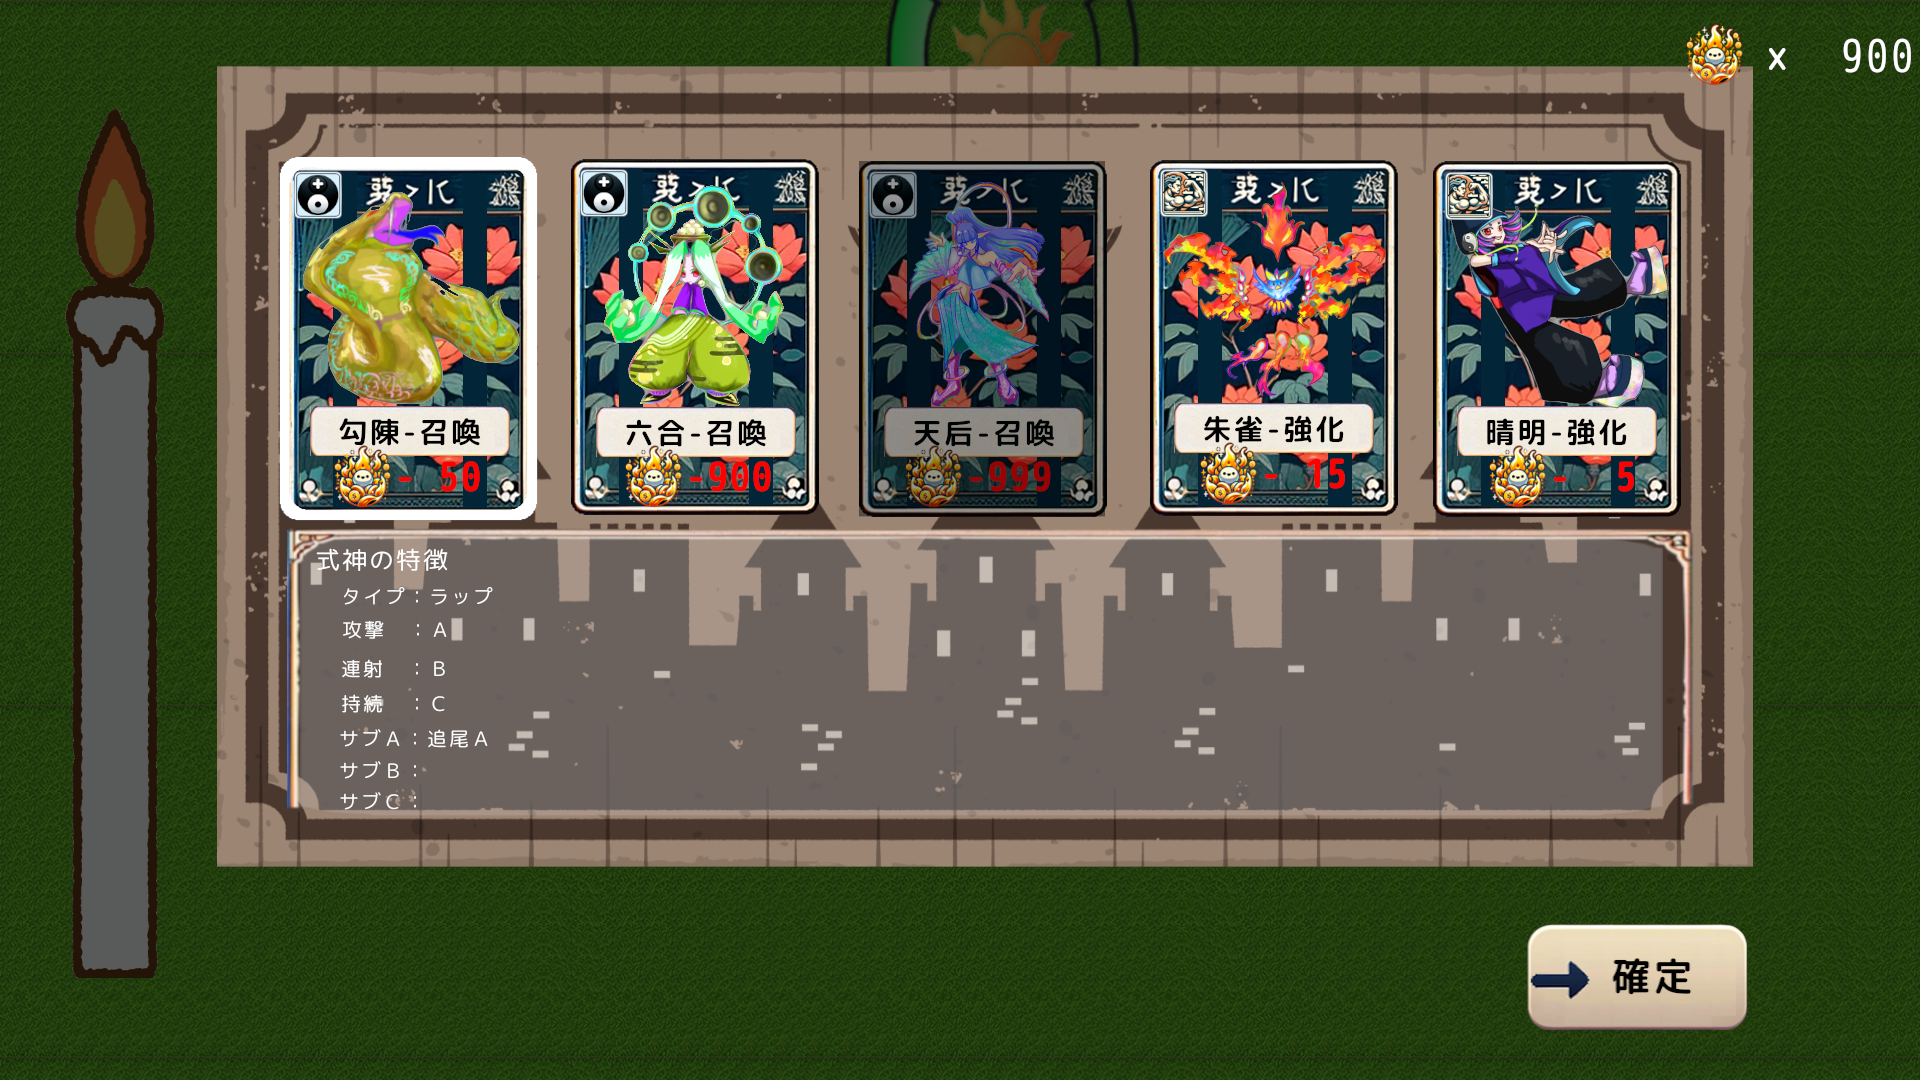 x 900
勾陳-召喚
- 50
六合-召喚
-900
天后-召喚
-999
朱雀-強化
- 15
晴明-強化
- 5
式神の特徴
タイプ：ラップ
攻撃　：A
連射　：B
持続　：C
サブA：追尾A
サブB：
サブC：
確定